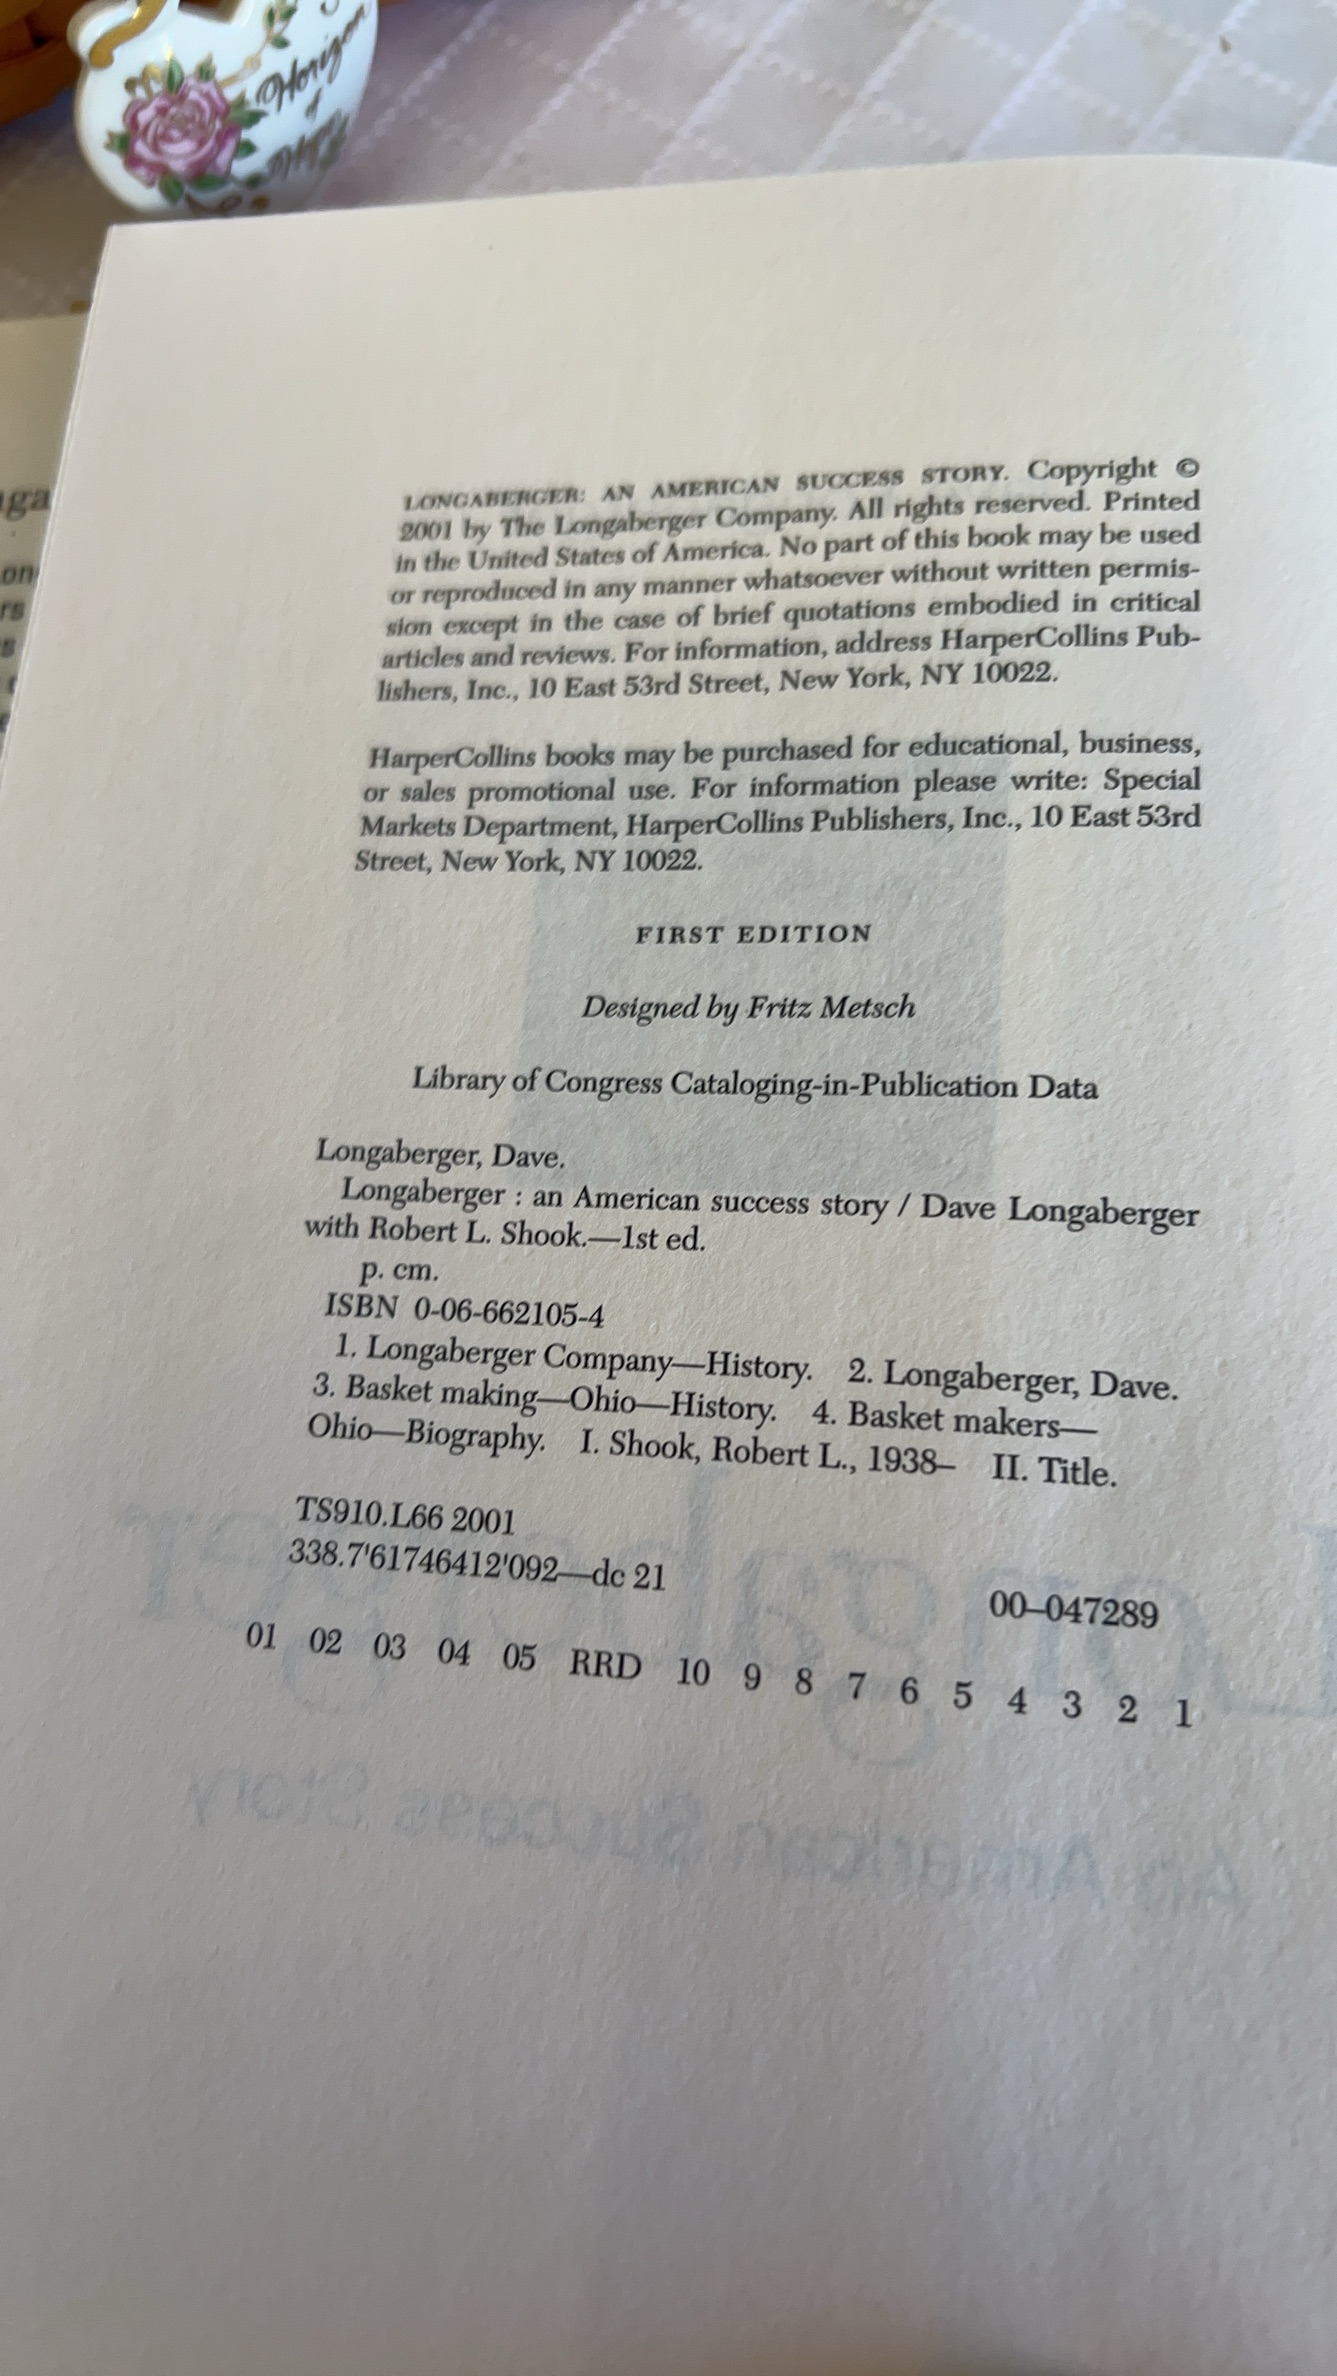 Horizon
of
LONGABERGER: AN AMERICAN SUCCESS STORY. Copyright ©
2001 by The Longaberger Company. All rights reserved. Printed
in the United States of America. No part of this book may be used
or reproduced in any manner whatsoever without written permis-
sion except in the case of brief quotations embodied in critical
articles and reviews. For information, address HarperCollins Pub-
lishers, Inc., 10 East 53rd Street, New York, NY 10022.
HarperCollins books may be purchased for educational, business,
or sales promotional use. For information please write: Special
Markets Department, HarperCollins Publishers, Inc., 10 East 53rd
Street, New York, NY 10022.
FIRST EDITION
Designed by Fritz Metsch
Library of Congress Cataloging-in-Publication Data
Longaberger, Dave.
Longaberger : an American success story / Dave Longaberger
with Robert L. Shook.—1st ed.
p. cm.
ISBN 0-06-662105-4
1. Longaberger Company—History. 2. Longaberger, Dave.
3. Basket making—Ohio—History. 4. Basket makers—
Ohio—Biography. I. Shook, Robert L., 1938– II. Title.
TS910.L66 2001
338.7'61746412'092—dc 21
00–047289
01 02 03 04 05 RRD 10 9 8 7 6 5 4 3 2 1
An American Success Story